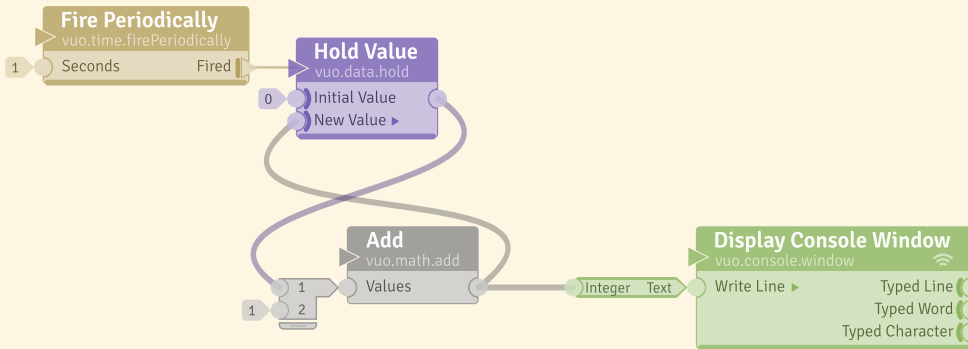 Fire Periodically
vuo.time.firePeriodically
1 Seconds Fired
Hold Value
vuo.data.hold
0 Initial Value
New Value
Add
vuo.math.add
1 Values
1 2
Integer Text
Display Console Window
vuo.console.window
Write Line Typed Line
Typed Word
Typed Character